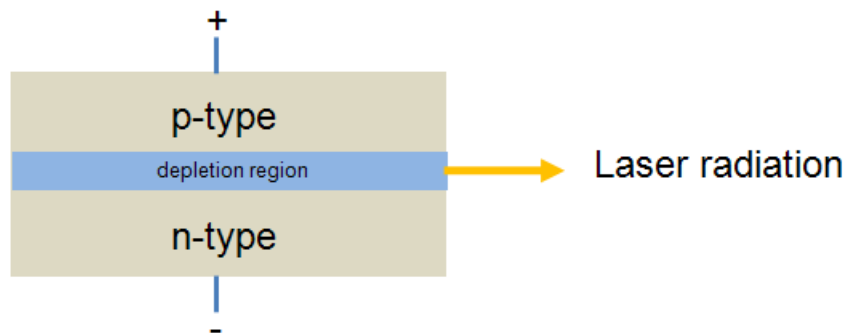 +
p-type
depletion region
Laser radiation
n-type
-